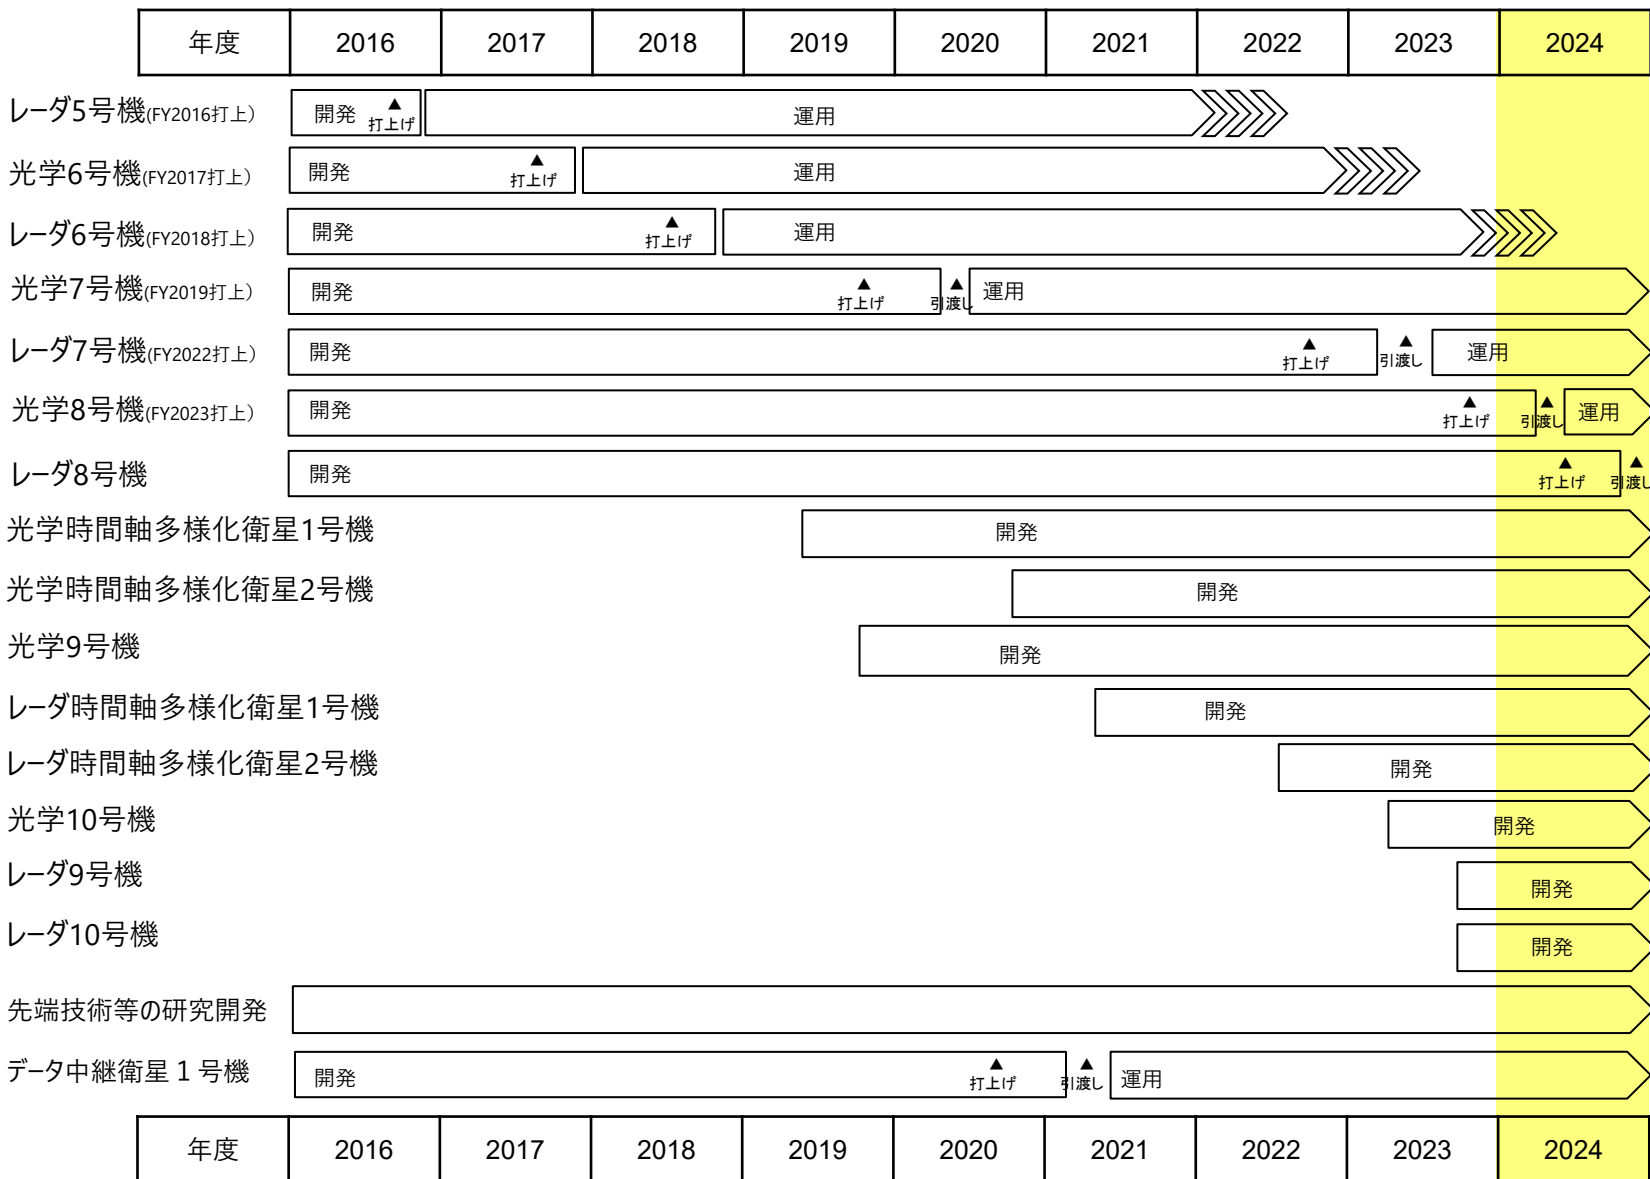 年度 2016 2017 2018 2019 2020 2021 2022 2023 2024
レーダ5号機(FY2016打上) 開発 ▲打上げ 運用
光学6号機(FY2017打上) 開発 ▲打上げ 運用
レーダ6号機(FY2018打上) 開発 ▲打上げ 運用
光学7号機(FY2019打上) 開発 ▲打上げ ▲引渡し 運用
レーダ7号機(FY2022打上) 開発 ▲打上げ ▲引渡し 運用
光学8号機(FY2023打上) 開発 ▲打上げ ▲引渡し 運用
レーダ8号機 開発 ▲打上げ ▲引渡し
光学時間軸多様化衛星1号機 開発
光学時間軸多様化衛星2号機 開発
光学9号機 開発
レーダ時間軸多様化衛星1号機 開発
レーダ時間軸多様化衛星2号機 開発
光学10号機 開発
レーダ9号機 開発
レーダ10号機 開発
先端技術等の研究開発
データ中継衛星１号機 開発 ▲打上げ ▲引渡し 運用
年度 2016 2017 2018 2019 2020 2021 2022 2023 2024